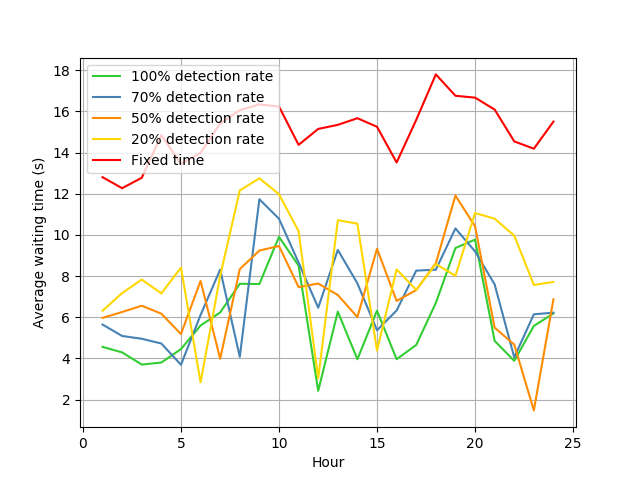 100% detection rate
70% detection rate
50% detection rate
20% detection rate
Fixed time
Average waiting time (s)
18
16
14
12
10
8
6
4
2
0
5
10
15
20
25
Hour